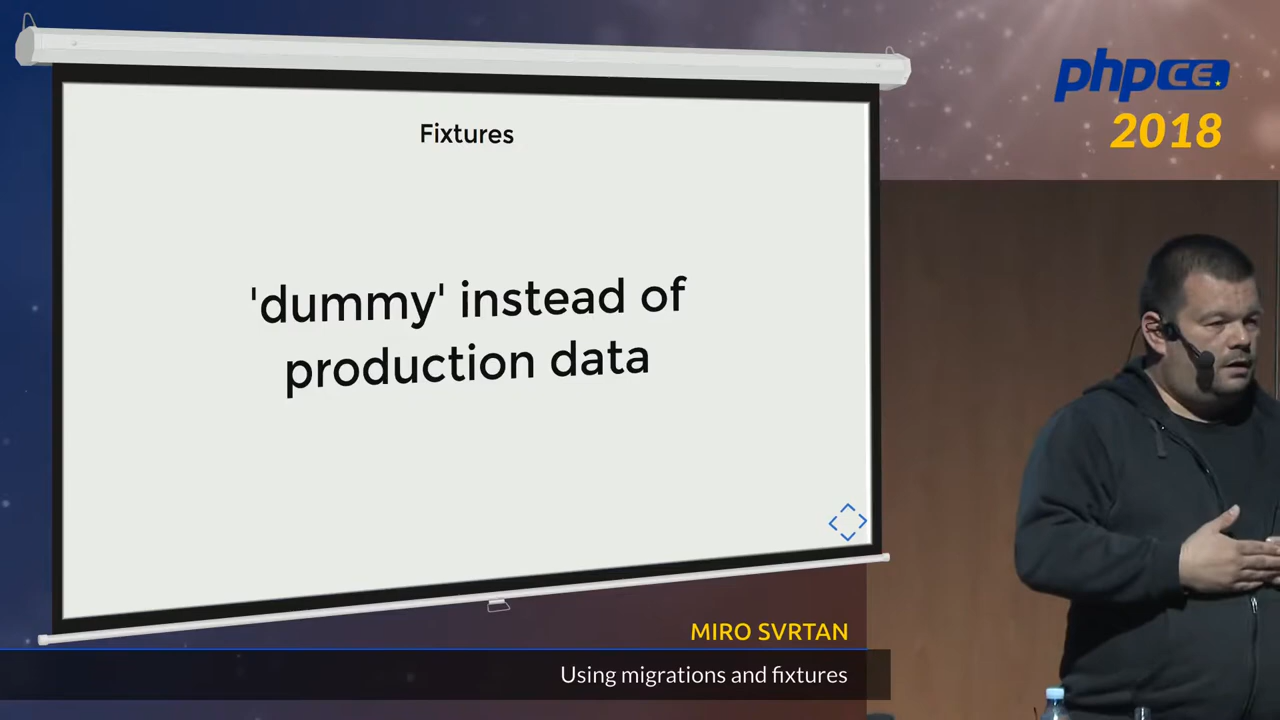 phpce
2018
Fixtures
'dummy' instead of
production data
MIRO SVRTAN
Using migrations and fixtures